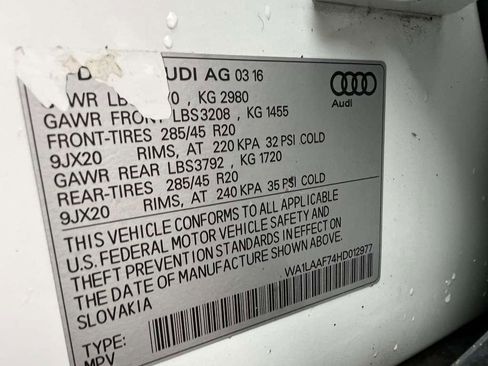 AUDI AG 03 16
Audi
KG 2980
GAWR FRONT LBS3208 , KG 1455
FRONT-TIRES 285/45 R20
9JX20 RIMS, AT 220 KPA 32 PSI COLD
GAWR REAR LBS3792 , KG 1720
REAR-TIRES 285/45 R20
9JX20 RIMS, AT 240 KPA 35 PSI COLD
THIS VEHICLE CONFORMS TO ALL APPLICABLE
U.S. FEDERAL MOTOR VEHICLE SAFETY AND
THEFT PREVENTION STANDARDS IN EFFECT ON
THE DATE OF MANUFACTURE SHOWN ABOVE
SLOVAKIA WA1LAAF74HD012977
TYPE:
MPV